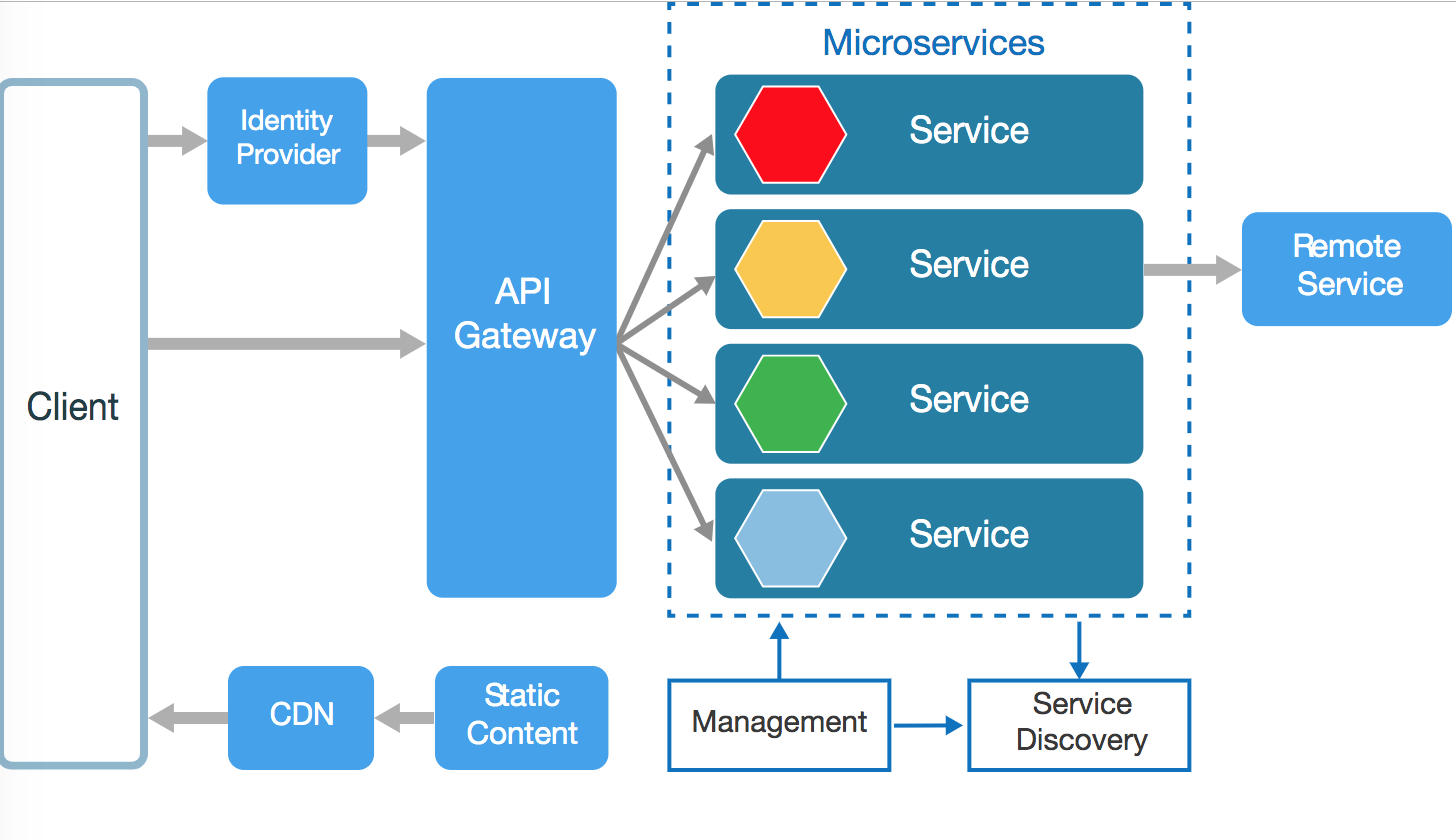 Microservices
Identity
Provider
Service
API
Gateway
Service
Remote
Service
Client
Service
Service
CDN
Static
Content
Management
Service
Discovery